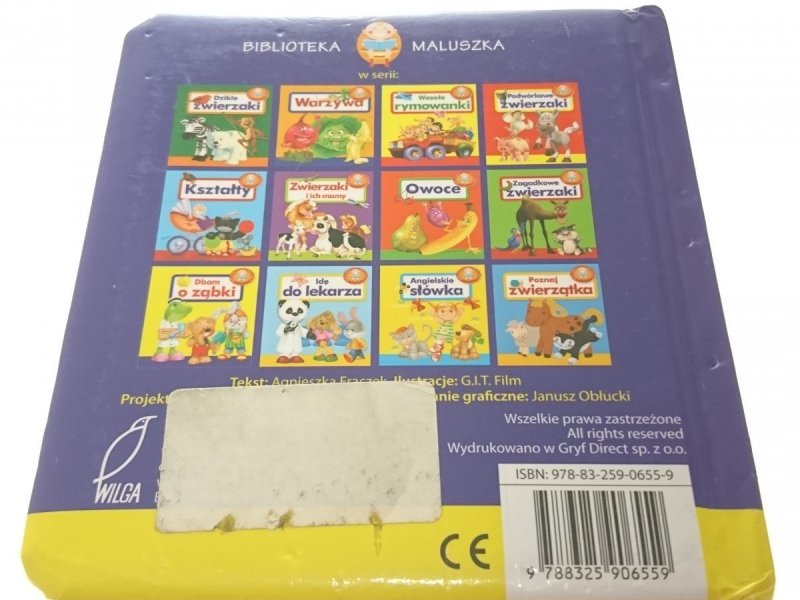 BIBLIOTEKA MALUSZKA
w serii:
Dzikie zwierzaki
Warzywa
Wesołe rymowanki
Podwórkowe zwierzaki
Kształty
Zwierzaki i ich mamy
Owoce
Zagadkowe zwierzaki
Dbam o ząbki
Idę do lekarza
Angielskie słówka
Poznaj zwierzątka
Tekst: Agnieszka Frączek Ilustracje: G.I.T. Film
graficzne: Janusz Obłucki
Wszelkie prawa zastrzeżone
All rights reserved
Wydrukowano w Gryf Direct sp. z o.o.
WILGA
ISBN: 978-83-259-0655-9
CE
9 788325 906559